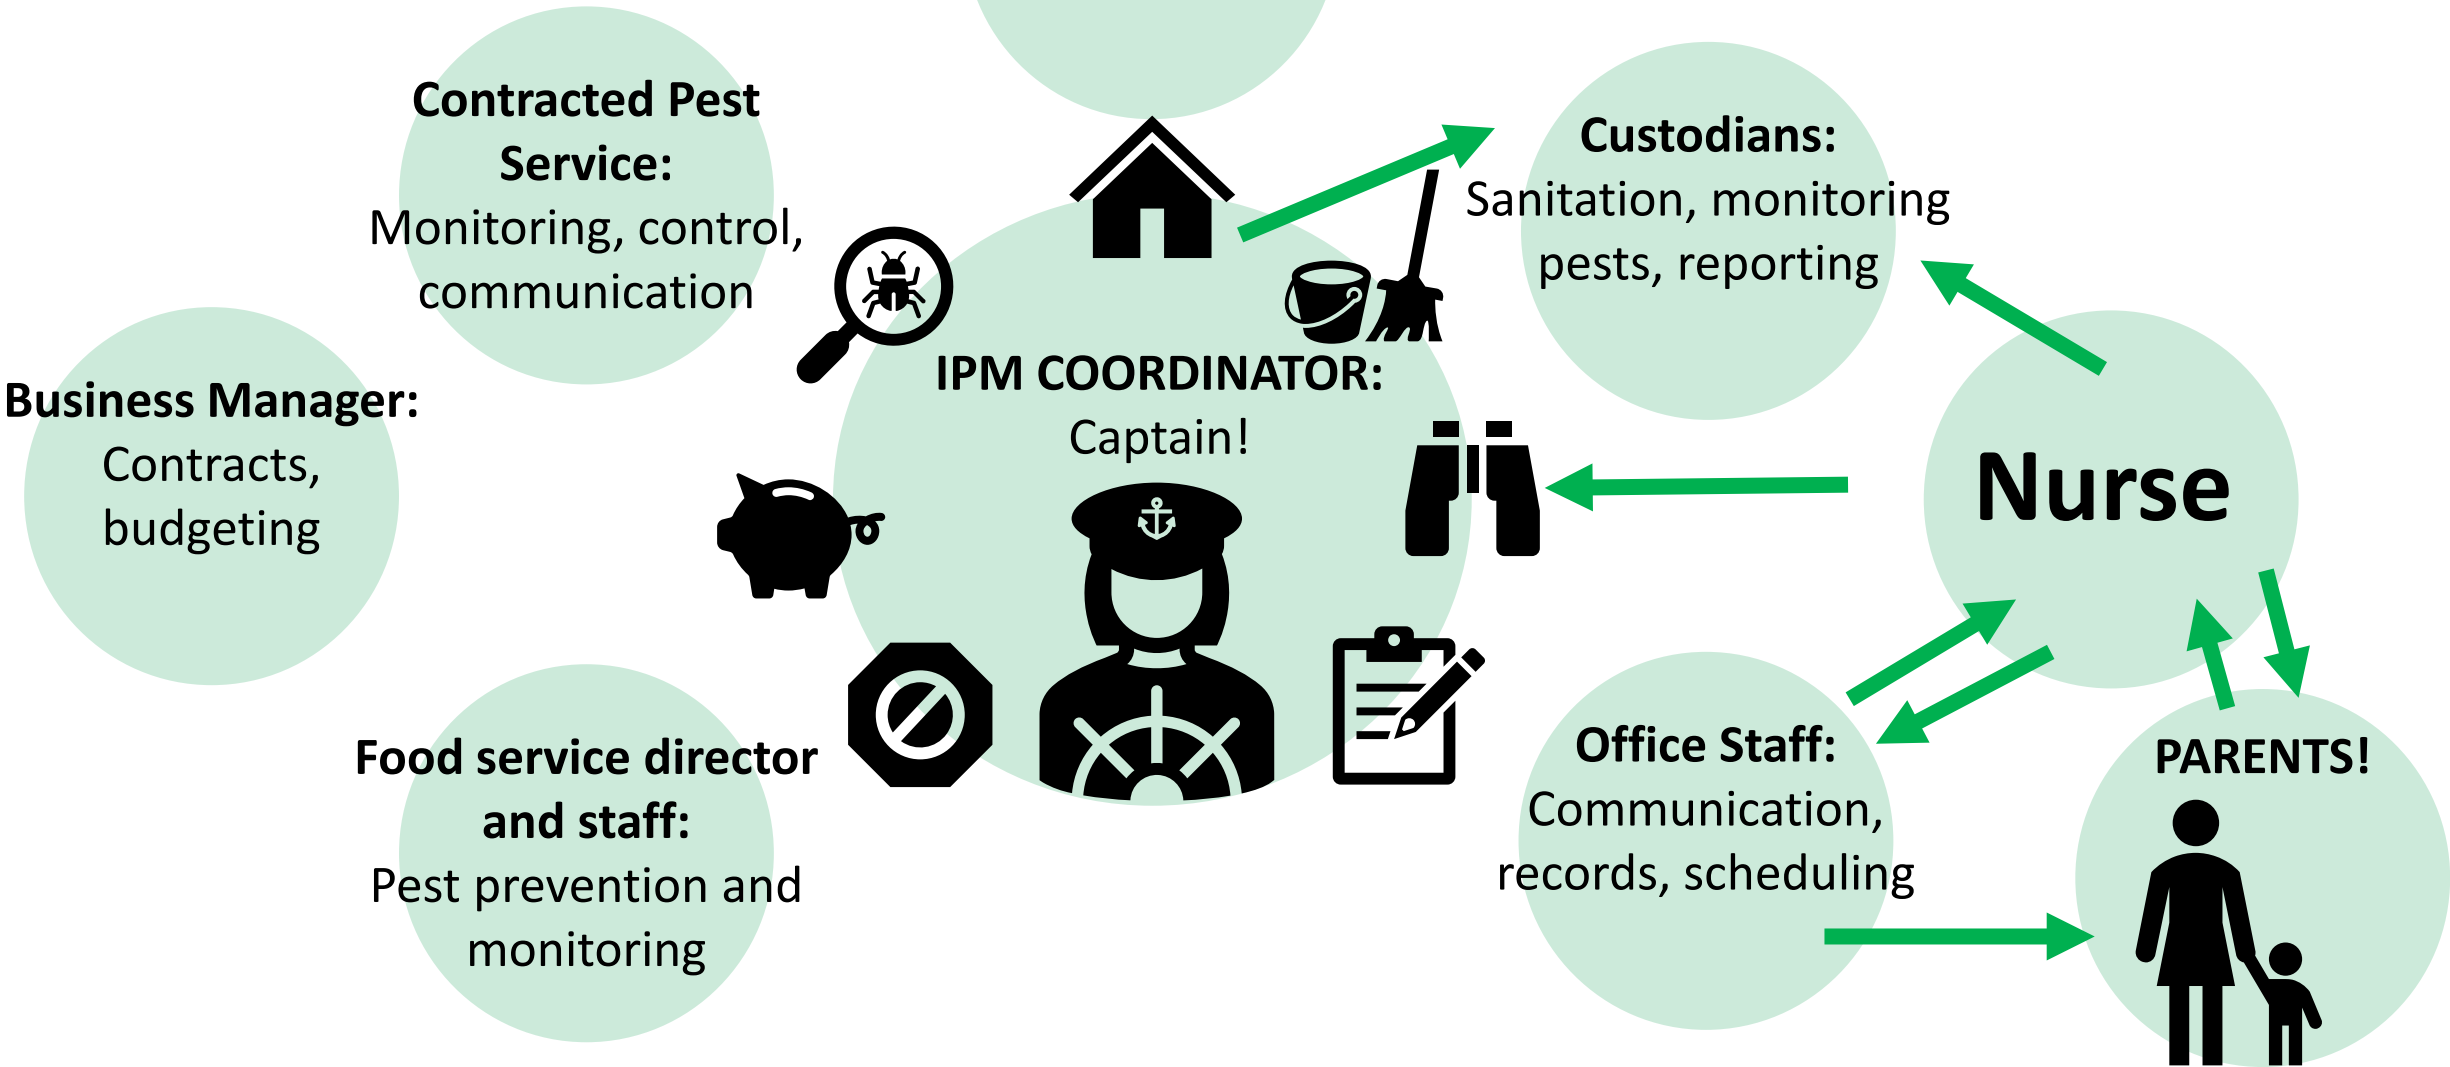 Contracted Pest
Service:
Monitoring, control,
communication
Custodians:
Sanitation, monitoring
pests, reporting
Business Manager:
Contracts,
budgeting
IPM COORDINATOR:
Captain!
Nurse
Food service director
and staff:
Pest prevention and
monitoring
Office Staff:
Communication,
records, scheduling
PARENTS!